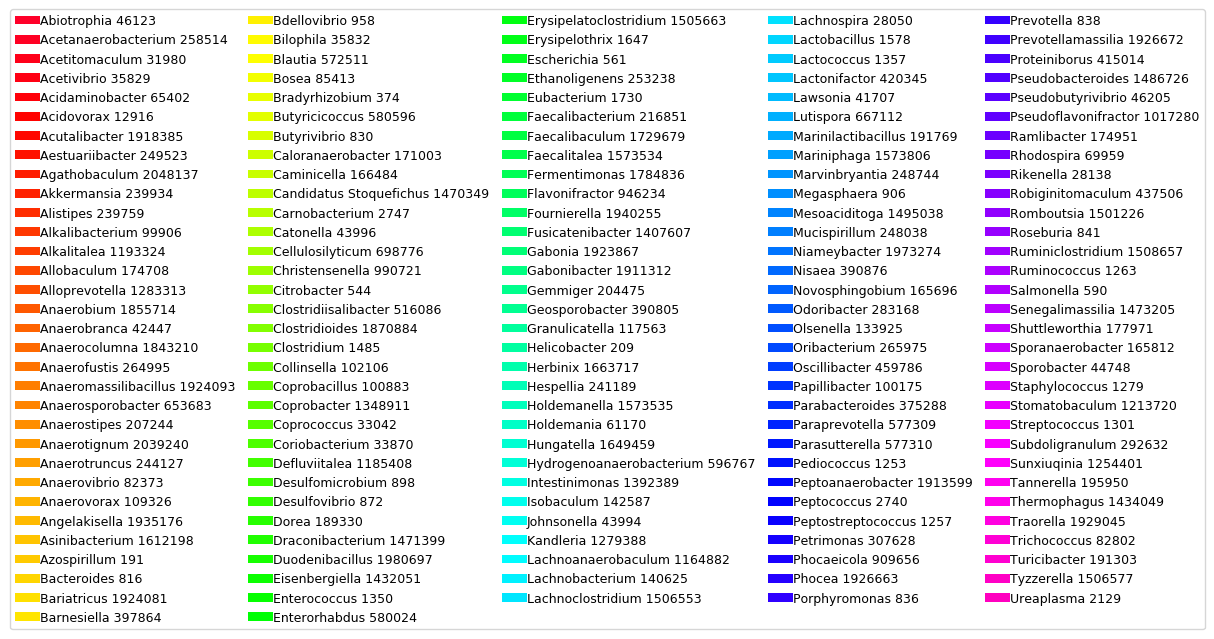 Abiotrophia 46123
Acetanaerobacterium 258514
Acetitomaculum 31980
Acetivibrio 35829
Acidaminobacter 65402
Acidovorax 12916
Acutalibacter 1918385
Aestuariibacter 249523
Agathobaculum 2048137
Akkermansia 239934
Alistipes 239759
Alkalibacterium 99906
Alkalitalea 1193324
Allobaculum 174708
Alloprevotella 1283313
Anaerobium 1855714
Anaerobranca 42447
Anaerocolumna 1843210
Anaerofustis 264995
Anaeromassilibacillus 1924093
Anaerosporobacter 653683
Anaerostipes 207244
Anaerotignum 2039240
Anaerotruncus 244127
Anaerovibrio 82373
Anaerovorax 109326
Angelakisella 1935176
Asinibacterium 1612198
Azospirillum 191
Bacteroides 816
Bariatricus 1924081
Barnesiella 397864
Bdellovibrio 958
Bilophila 35832
Blautia 572511
Bosea 85413
Bradyrhizobium 374
Butyricicoccus 580596
Butyrivibrio 830
Caloranaerobacter 171003
Caminicella 166484
Candidatus Stoquefichus 1470349
Carnobacterium 2747
Catonella 43996
Cellulosilyticum 698776
Christensenella 990721
Citrobacter 544
Clostridiisalibacter 516086
Clostridioides 1870884
Clostridium 1485
Collinsella 102106
Coprobacillus 100883
Coprobacter 1348911
Coprococcus 33042
Coriobacterium 33870
Defluviitalea 1185408
Desulfomicrobium 898
Desulfovibrio 872
Dorea 189330
Draconibacterium 1471399
Duodenibacillus 1980697
Eisenbergiella 1432051
Enterococcus 1350
Enterorhabdus 580024
Erysipelatoclostridium 1505663
Erysipelothrix 1647
Escherichia 561
Ethanoligenens 253238
Eubacterium 1730
Faecalibacterium 216851
Faecalibaculum 1729679
Faecalitalea 1573534
Fermentimonas 1784836
Flavonifractor 946234
Fournierella 1940255
Fusicatenibacter 1407607
Gabonia 1923867
Gabonibacter 1911312
Gemmiger 204475
Geosporobacter 390805
Granulicatella 117563
Helicobacter 209
Herbinix 1663717
Hespellia 241189
Holdemanella 1573535
Holdemania 61170
Hungatella 1649459
Hydrogenoanaerobacterium 596767
Intestinimonas 1392389
Isobaculum 142587
Johnsonella 43994
Kandleria 1279388
Lachnoanaerobaculum 1164882
Lachnobacterium 140625
Lachnoclostridium 1506553
Lachnospira 28050
Lactobacillus 1578
Lactococcus 1357
Lactonifactor 420345
Lawsonia 41707
Lutispora 667112
Marinilactibacillus 191769
Mariniphaga 1573806
Marvinbryantia 248744
Megasphaera 906
Mesoaciditoga 1495038
Mucispirillum 248038
Niameybacter 1973274
Nisaea 390876
Novosphingobium 165696
Odoribacter 283168
Olsenella 133925
Oribacterium 265975
Oscillibacter 459786
Papillibacter 100175
Parabacteroides 375288
Paraprevotella 577309
Parasutterella 577310
Pediococcus 1253
Peptoanaerobacter 1913599
Peptococcus 2740
Peptostreptococcus 1257
Petrimonas 307628
Phocaeicola 909656
Phocea 1926663
Porphyromonas 836
Prevotella 838
Prevotellamassilia 1926672
Proteiniborus 415014
Pseudobacteroides 1486726
Pseudobutyrivibrio 46205
Pseudoflavonifractor 1017280
Ramlibacter 174951
Rhodospira 69959
Rikenella 28138
Robiginitomaculum 437506
Romboutsia 1501226
Roseburia 841
Ruminiclostridium 1508657
Ruminococcus 1263
Salmonella 590
Senegalimassilia 1473205
Shuttleworthia 177971
Sporanaerobacter 165812
Sporobacter 44748
Staphylococcus 1279
Stomatobaculum 1213720
Streptococcus 1301
Subdoligranulum 292632
Sunxiuqinia 1254401
Tannerella 195950
Thermophagus 1434049
Traorella 1929045
Trichococcus 82802
Turicibacter 191303
Tyzzerella 1506577
Ureaplasma 2129